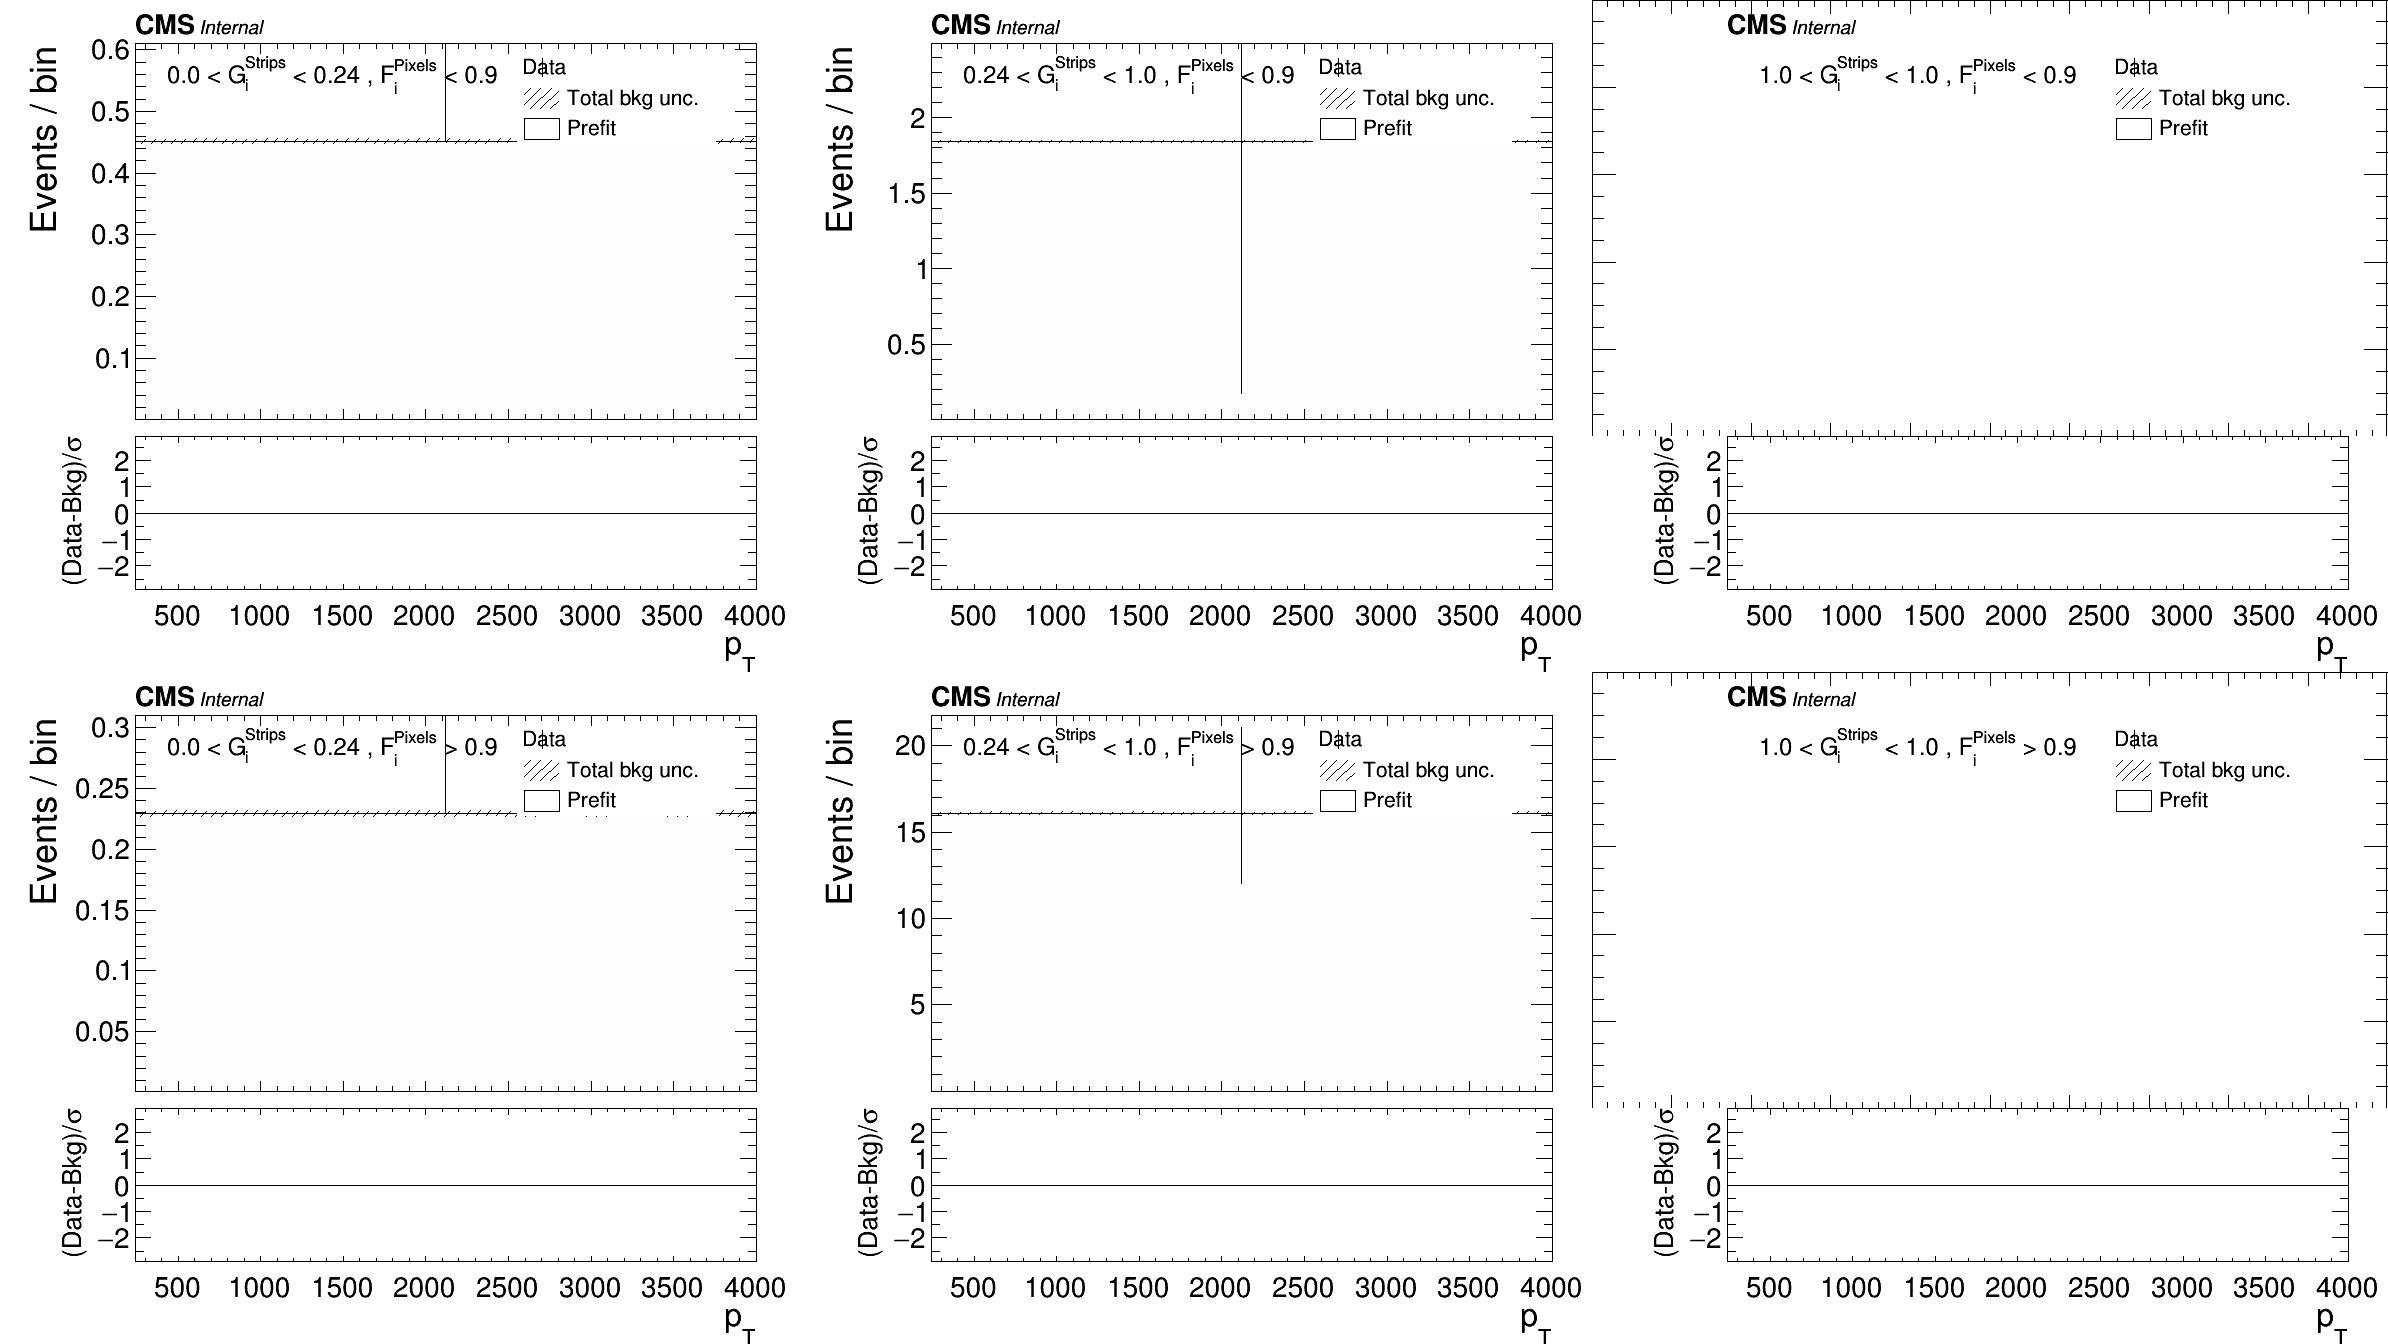 CMS Internal
Events / bin
0.6
0.5
0.4
0.3
0.2
0.1
0.0 < G_i^Strips < 0.24 , F_i^Pixels < 0.9
Data
Total bkg unc.
Prefit
(Data-Bkg)/σ
2
1
0
−1
−2
500 1000 1500 2000 2500 3000 3500 4000
p_T
CMS Internal
Events / bin
2
1.5
1
0.5
0.24 < G_i^Strips < 1.0 , F_i^Pixels < 0.9
Data
Total bkg unc.
Prefit
(Data-Bkg)/σ
2
1
0
−1
−2
500 1000 1500 2000 2500 3000 3500 4000
p_T
CMS Internal
1.0 < G_i^Strips < 1.0 , F_i^Pixels < 0.9
Data
Total bkg unc.
Prefit
(Data-Bkg)/σ
2
1
0
−1
−2
500 1000 1500 2000 2500 3000 3500 4000
p_T
CMS Internal
Events / bin
0.3
0.25
0.2
0.15
0.1
0.05
0.0 < G_i^Strips < 0.24 , F_i^Pixels > 0.9
Data
Total bkg unc.
Prefit
(Data-Bkg)/σ
2
1
0
−1
−2
500 1000 1500 2000 2500 3000 3500 4000
p_T
CMS Internal
Events / bin
20
15
10
5
0.24 < G_i^Strips < 1.0 , F_i^Pixels > 0.9
Data
Total bkg unc.
Prefit
(Data-Bkg)/σ
2
1
0
−1
−2
500 1000 1500 2000 2500 3000 3500 4000
p_T
CMS Internal
1.0 < G_i^Strips < 1.0 , F_i^Pixels > 0.9
Data
Total bkg unc.
Prefit
(Data-Bkg)/σ
2
1
0
−1
−2
500 1000 1500 2000 2500 3000 3500 4000
p_T